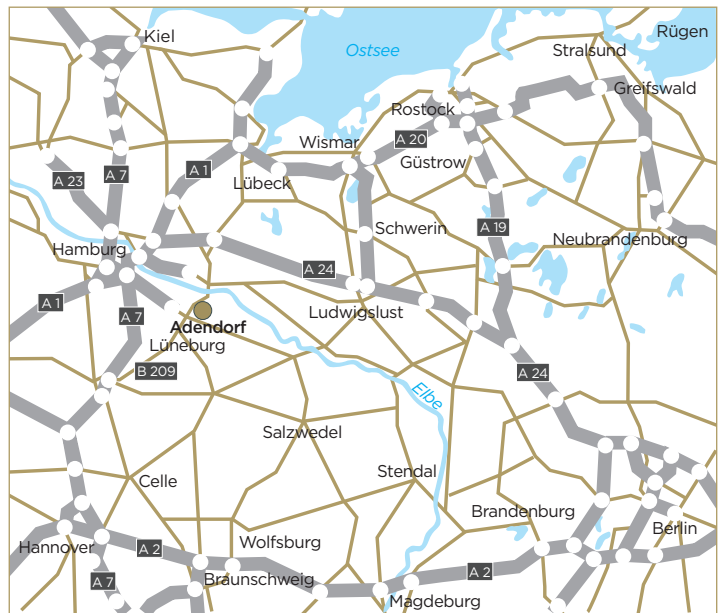 Kiel
Ostsee
Rügen
Stralsund
Greifswald
Rostock
Wismar
A 20
Güstrow
A 23
A 7
A 1
Lübeck
Schwerin
A 19
Neubrandenburg
Hamburg
A 24
A 1
A 7
Adendorf
Ludwigslust
Lüneburg
B 209
A 24
Elbe
Salzwedel
Stendal
Celle
Brandenburg
Berlin
Hannover
A 2
Wolfsburg
A 7
Braunschweig
A 2
Magdeburg